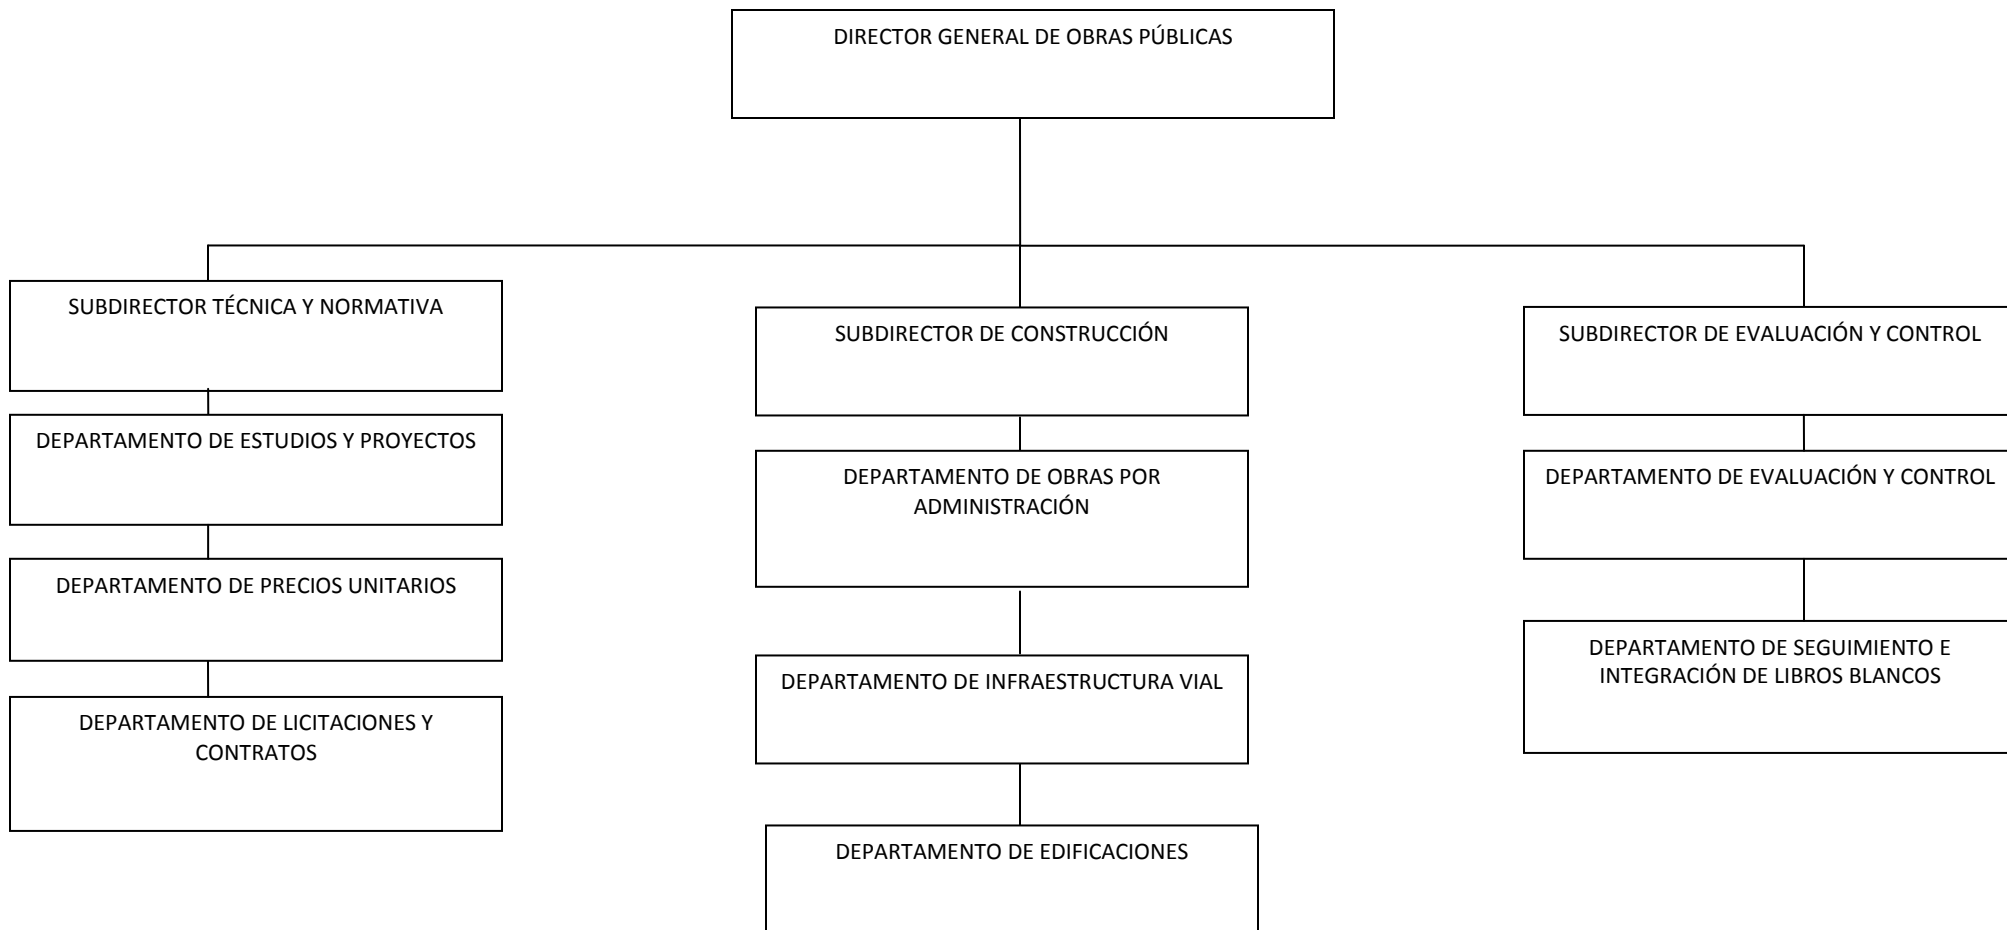 DIRECTOR GENERAL DE OBRAS PÚBLICAS
SUBDIRECTOR TÉCNICA Y NORMATIVA
DEPARTAMENTO DE ESTUDIOS Y PROYECTOS
DEPARTAMENTO DE PRECIOS UNITARIOS
DEPARTAMENTO DE LICITACIONES Y
CONTRATOS
SUBDIRECTOR DE CONSTRUCCIÓN
DEPARTAMENTO DE OBRAS POR
ADMINISTRACIÓN
DEPARTAMENTO DE INFRAESTRUCTURA VIAL
DEPARTAMENTO DE EDIFICACIONES
SUBDIRECTOR DE EVALUACIÓN Y CONTROL
DEPARTAMENTO DE EVALUACIÓN Y CONTROL
DEPARTAMENTO DE SEGUIMIENTO E
INTEGRACIÓN DE LIBROS BLANCOS